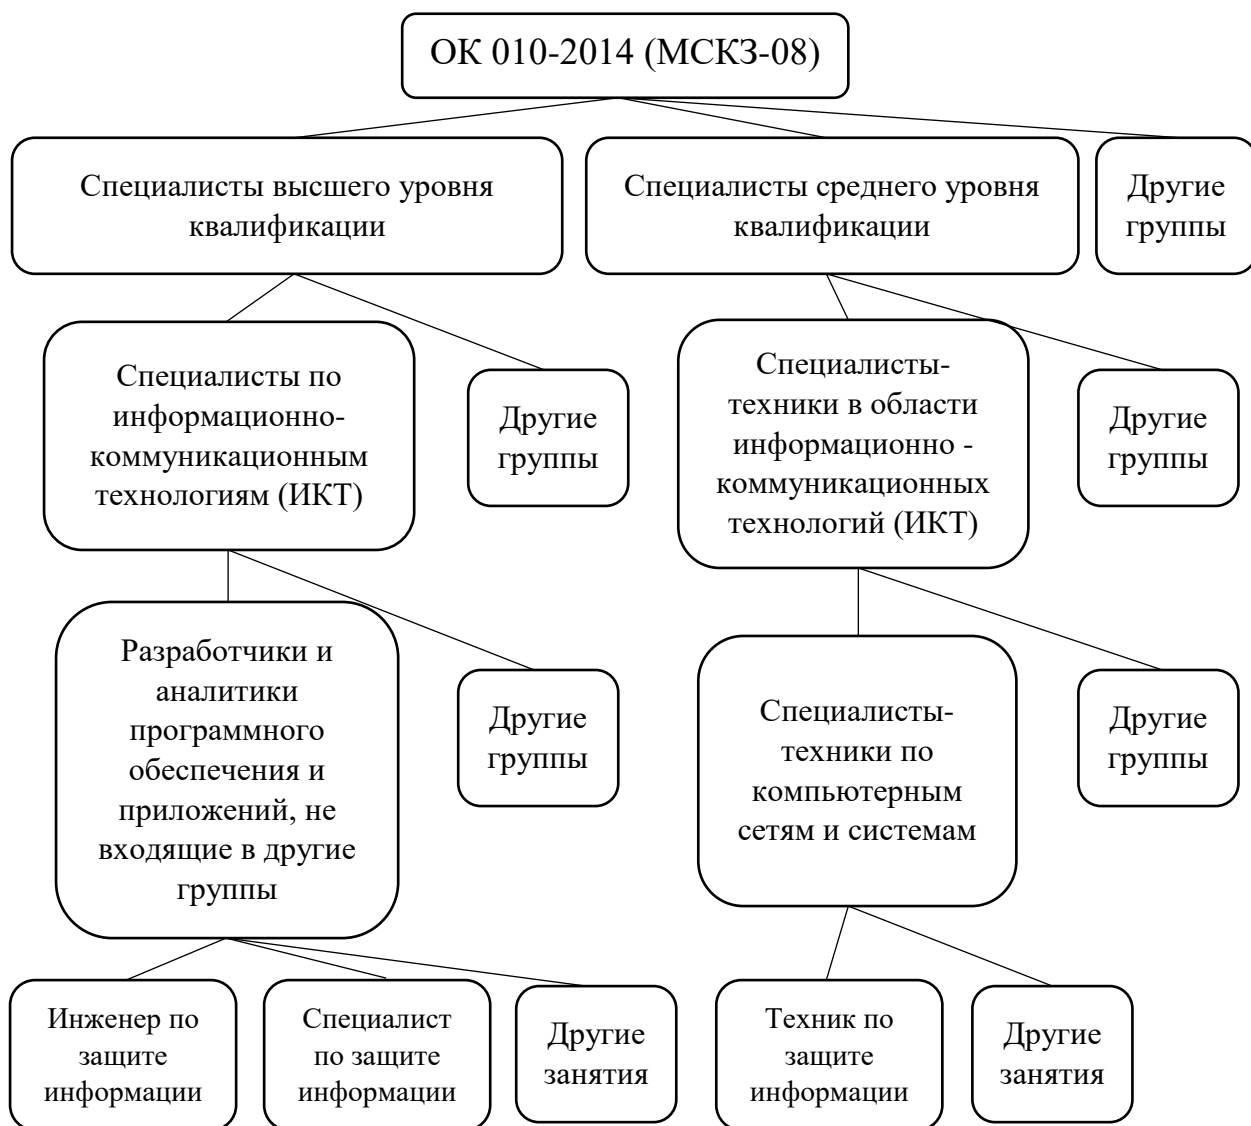 ОК 010-2014 (МСКЗ-08)
Специалисты высшего уровня
квалификации
Специалисты среднего уровня
квалификации
Другие
группы
Специалисты по
информационно-
коммуникационным
технологиям (ИКТ)
Другие
группы
Специалисты-
техники в области
информационно -
коммуникационных
технологий (ИКТ)
Другие
группы
Разработчики и
аналитики
программного
обеспечения и
приложений, не
входящие в другие
группы
Другие
группы
Специалисты-
техники по
компьютерным
сетям и системам
Другие
группы
Инженер по
защите
информации
Специалист
по защите
информации
Другие
занятия
Техник по
защите
информации
Другие
занятия